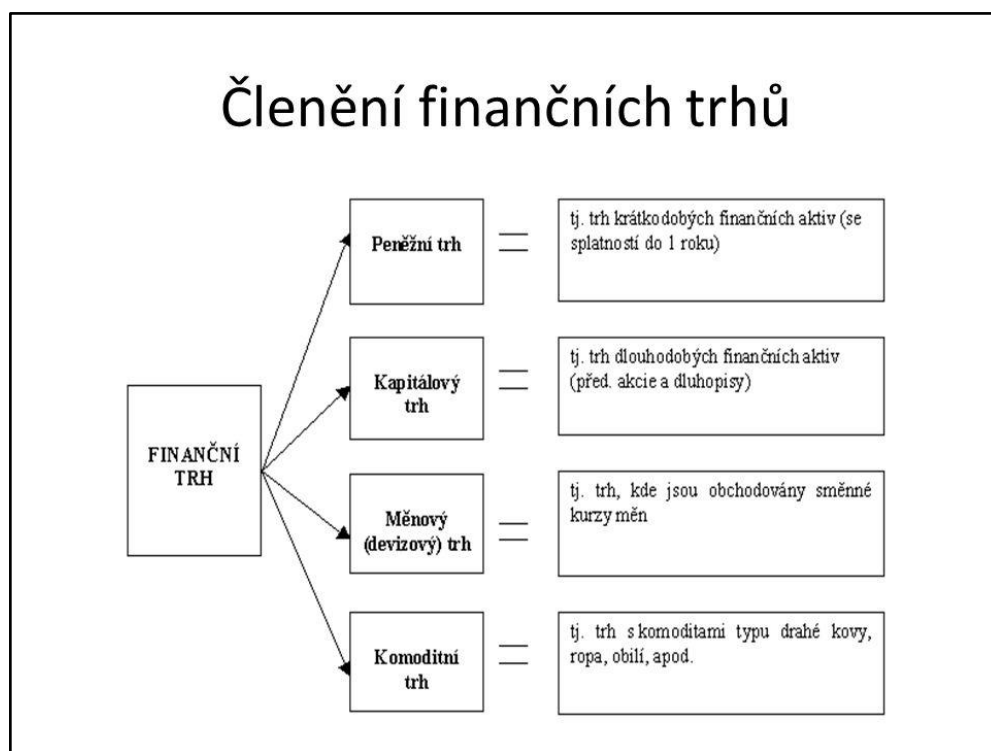 Členění finančních trhů
Peněžní trh
tj. trh krátkodobých finančních aktiv (se
splatností do 1 roku)
Kapitálový
trh
tj. trh dlouhodobých finančních aktiv
(před. akcie a dluhopisy)
FINANČNÍ
TRH
Měnový
(devizový) trh
tj. trh, kde jsou obchodovány směnné
kurzy měn
Komoditní
trh
tj. trh s komoditami typu drahé kovy,
ropa, obilí, apod.